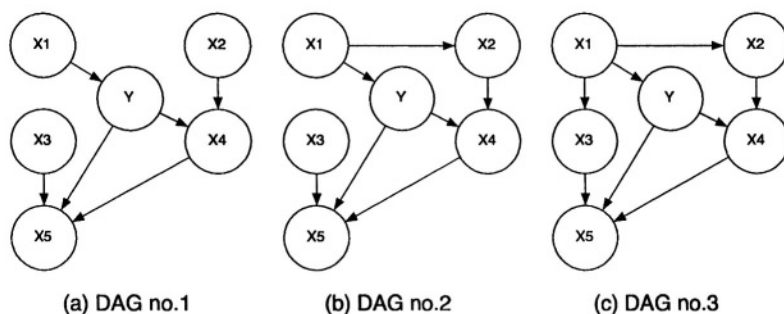 X1 X2 X1 X2 X1 X2
Y Y Y
X3 X4 X3 X4 X3 X4
X5 X5 X5
(a) DAG no.1 (b) DAG no.2 (c) DAG no.3